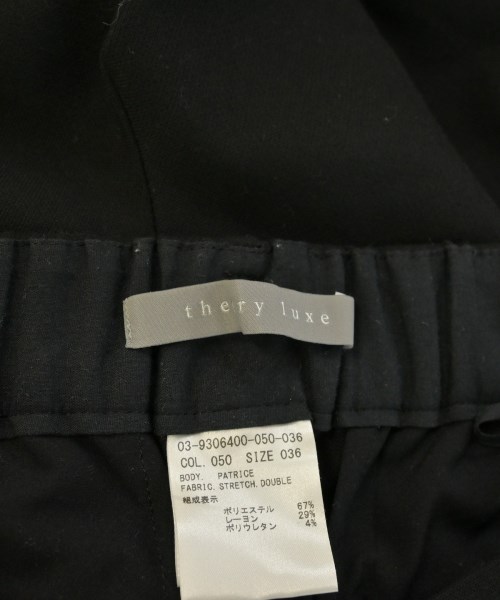 theory luxe
03-9306400-050-036
COL. 050 SIZE 036
BODY. PATRICE
FABRIC. STRETCH. DOUBLE
組成表示
ポリエステル 67%
レーヨン 29%
ポリウレタン 4%